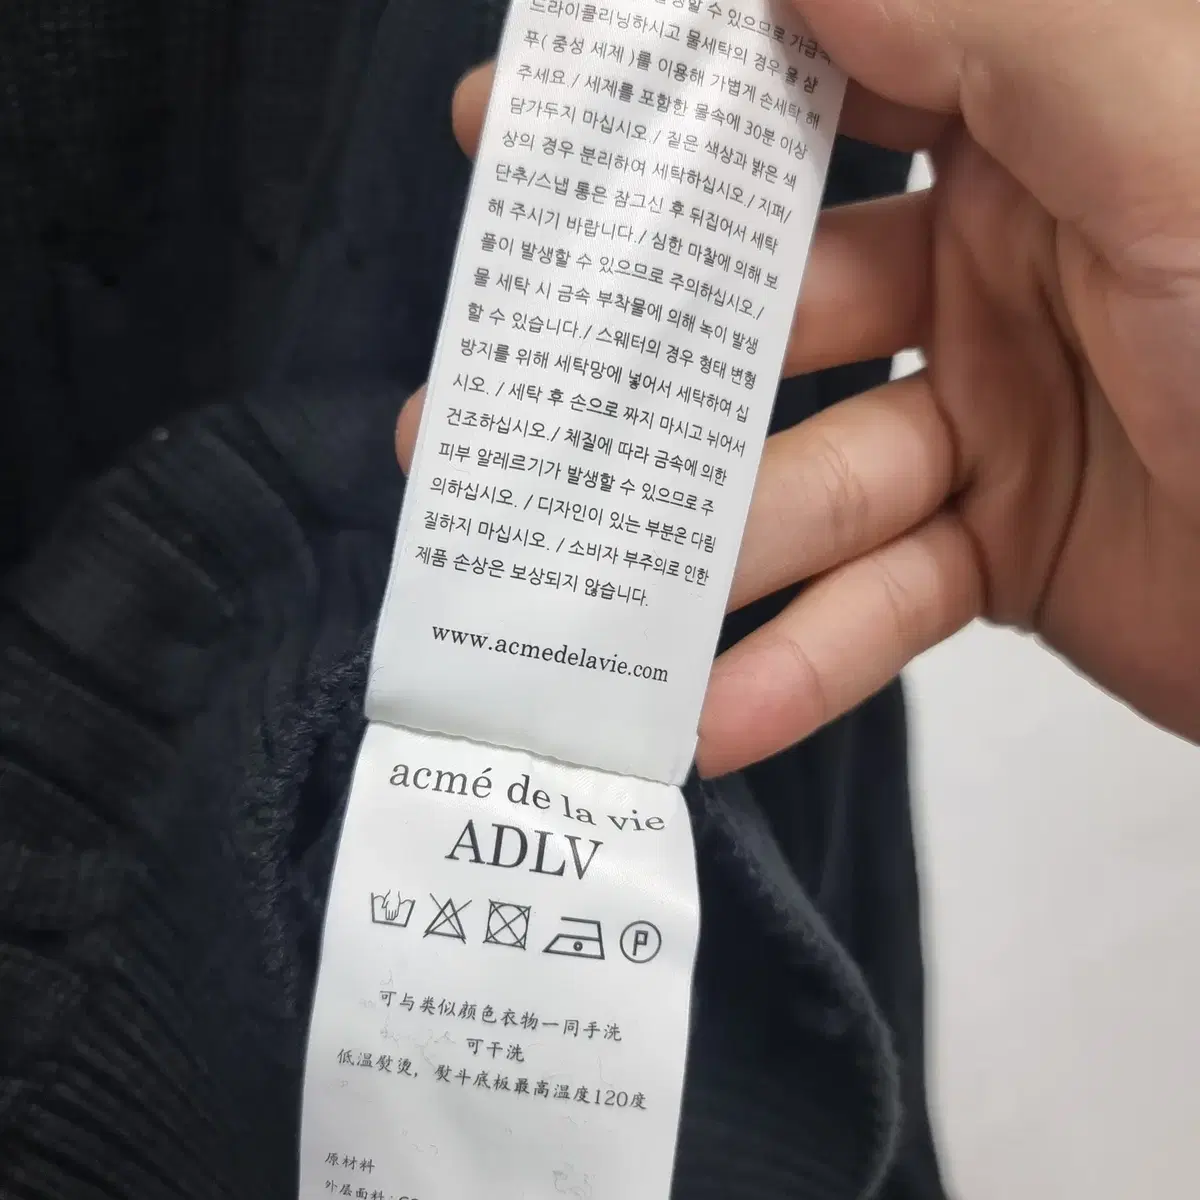 생할 수 있으므로 가급적
드라이클리닝하시고 물세탁의 경우 울 샴
푸( 중성 세제 )를 이용해 가볍게 손세탁 해
주세요 / 세제를 포함한 물속에 30분 이상
담가두지 마십시오./ 짙은 색상과 밝은 색
상의 경우 분리하여 세탁하십시오./ 지퍼/
단추/스냅 통은 잠그신 후 뒤집어서 세탁
해 주시기 바랍니다./ 심한 마찰에 의해 보
풀이 발생할 수 있으므로 주의하십시오./
물 세탁 시 금속 부착물에 의해 녹이 발생
할 수 있습니다./ 스웨터의 경우 형태 변형
방지를 위해 세탁망에 넣어서 세탁하여 십
시오. / 세탁 후 손으로 짜지 마시고 뉘어서
건조하십시오./ 체질에 따라 금속에 의한
피부 알레르기가 발생할 수 있으므로 주
의하십시오. / 디자인이 있는 부분은 다림
질하지 마십시오. / 소비자 부주의로 인한
제품 손상은 보상되지 않습니다.
www.acmedelavie.com
acmé de la vie
ADLV
P
可与类似颜色衣物一同手洗
可干洗
低温熨烫，熨斗底板最高温度120度
原材料
外层面料: